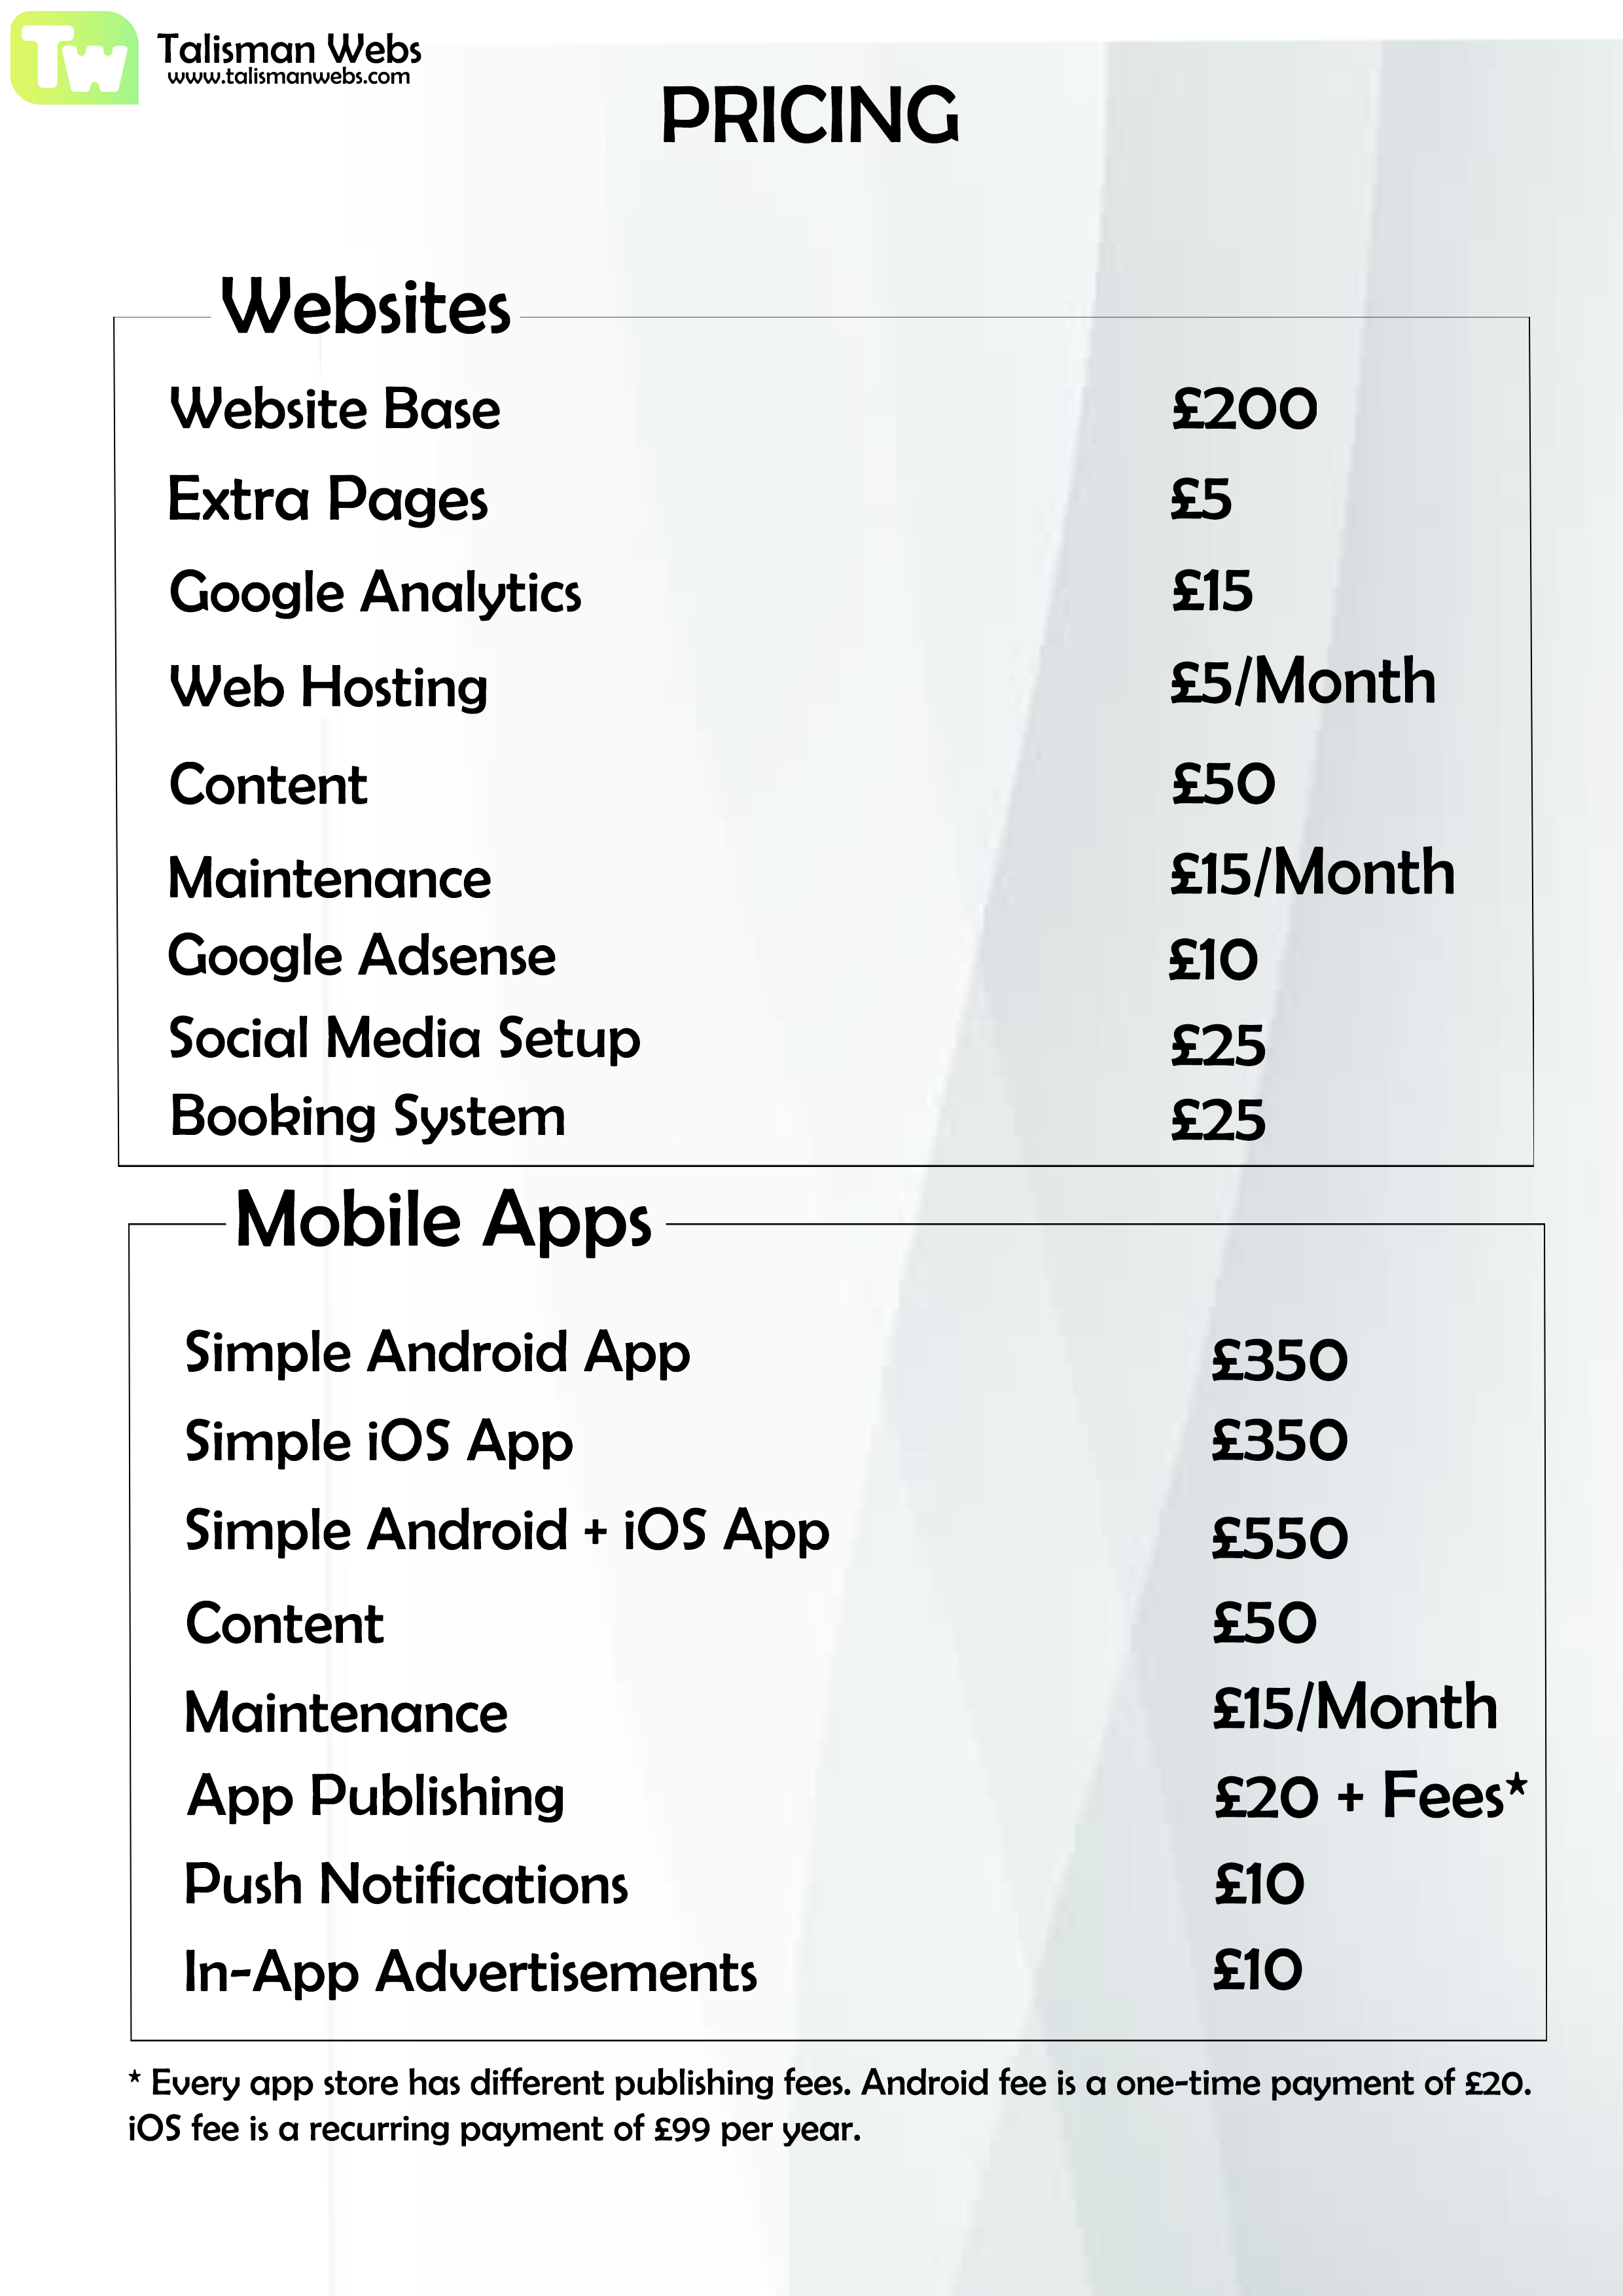 Tw
Talisman Webs
www.talismanwebs.com
PRICING
Websites
Website Base £200
Extra Pages £5
Google Analytics £15
Web Hosting £5/Month
Content £50
Maintenance £15/Month
Google Adsense £10
Social Media Setup £25
Booking System £25
Mobile Apps
Simple Android App £350
Simple iOS App £350
Simple Android + iOS App £550
Content £50
Maintenance £15/Month
App Publishing £20 + Fees*
Push Notifications £10
In-App Advertisements £10
* Every app store has different publishing fees. Android fee is a one-time payment of £20.
iOS fee is a recurring payment of £99 per year.